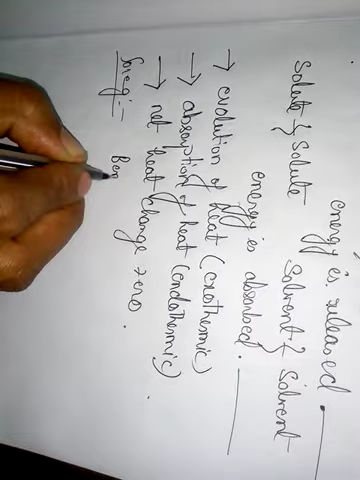 energy is released.
Solute & Solute Solvent & Solvent
energy is absorbed.
→ evolution of heat (exothermic)
→ absorption of heat (endothermic)
→ net heat change zero.
for eg:- Ben